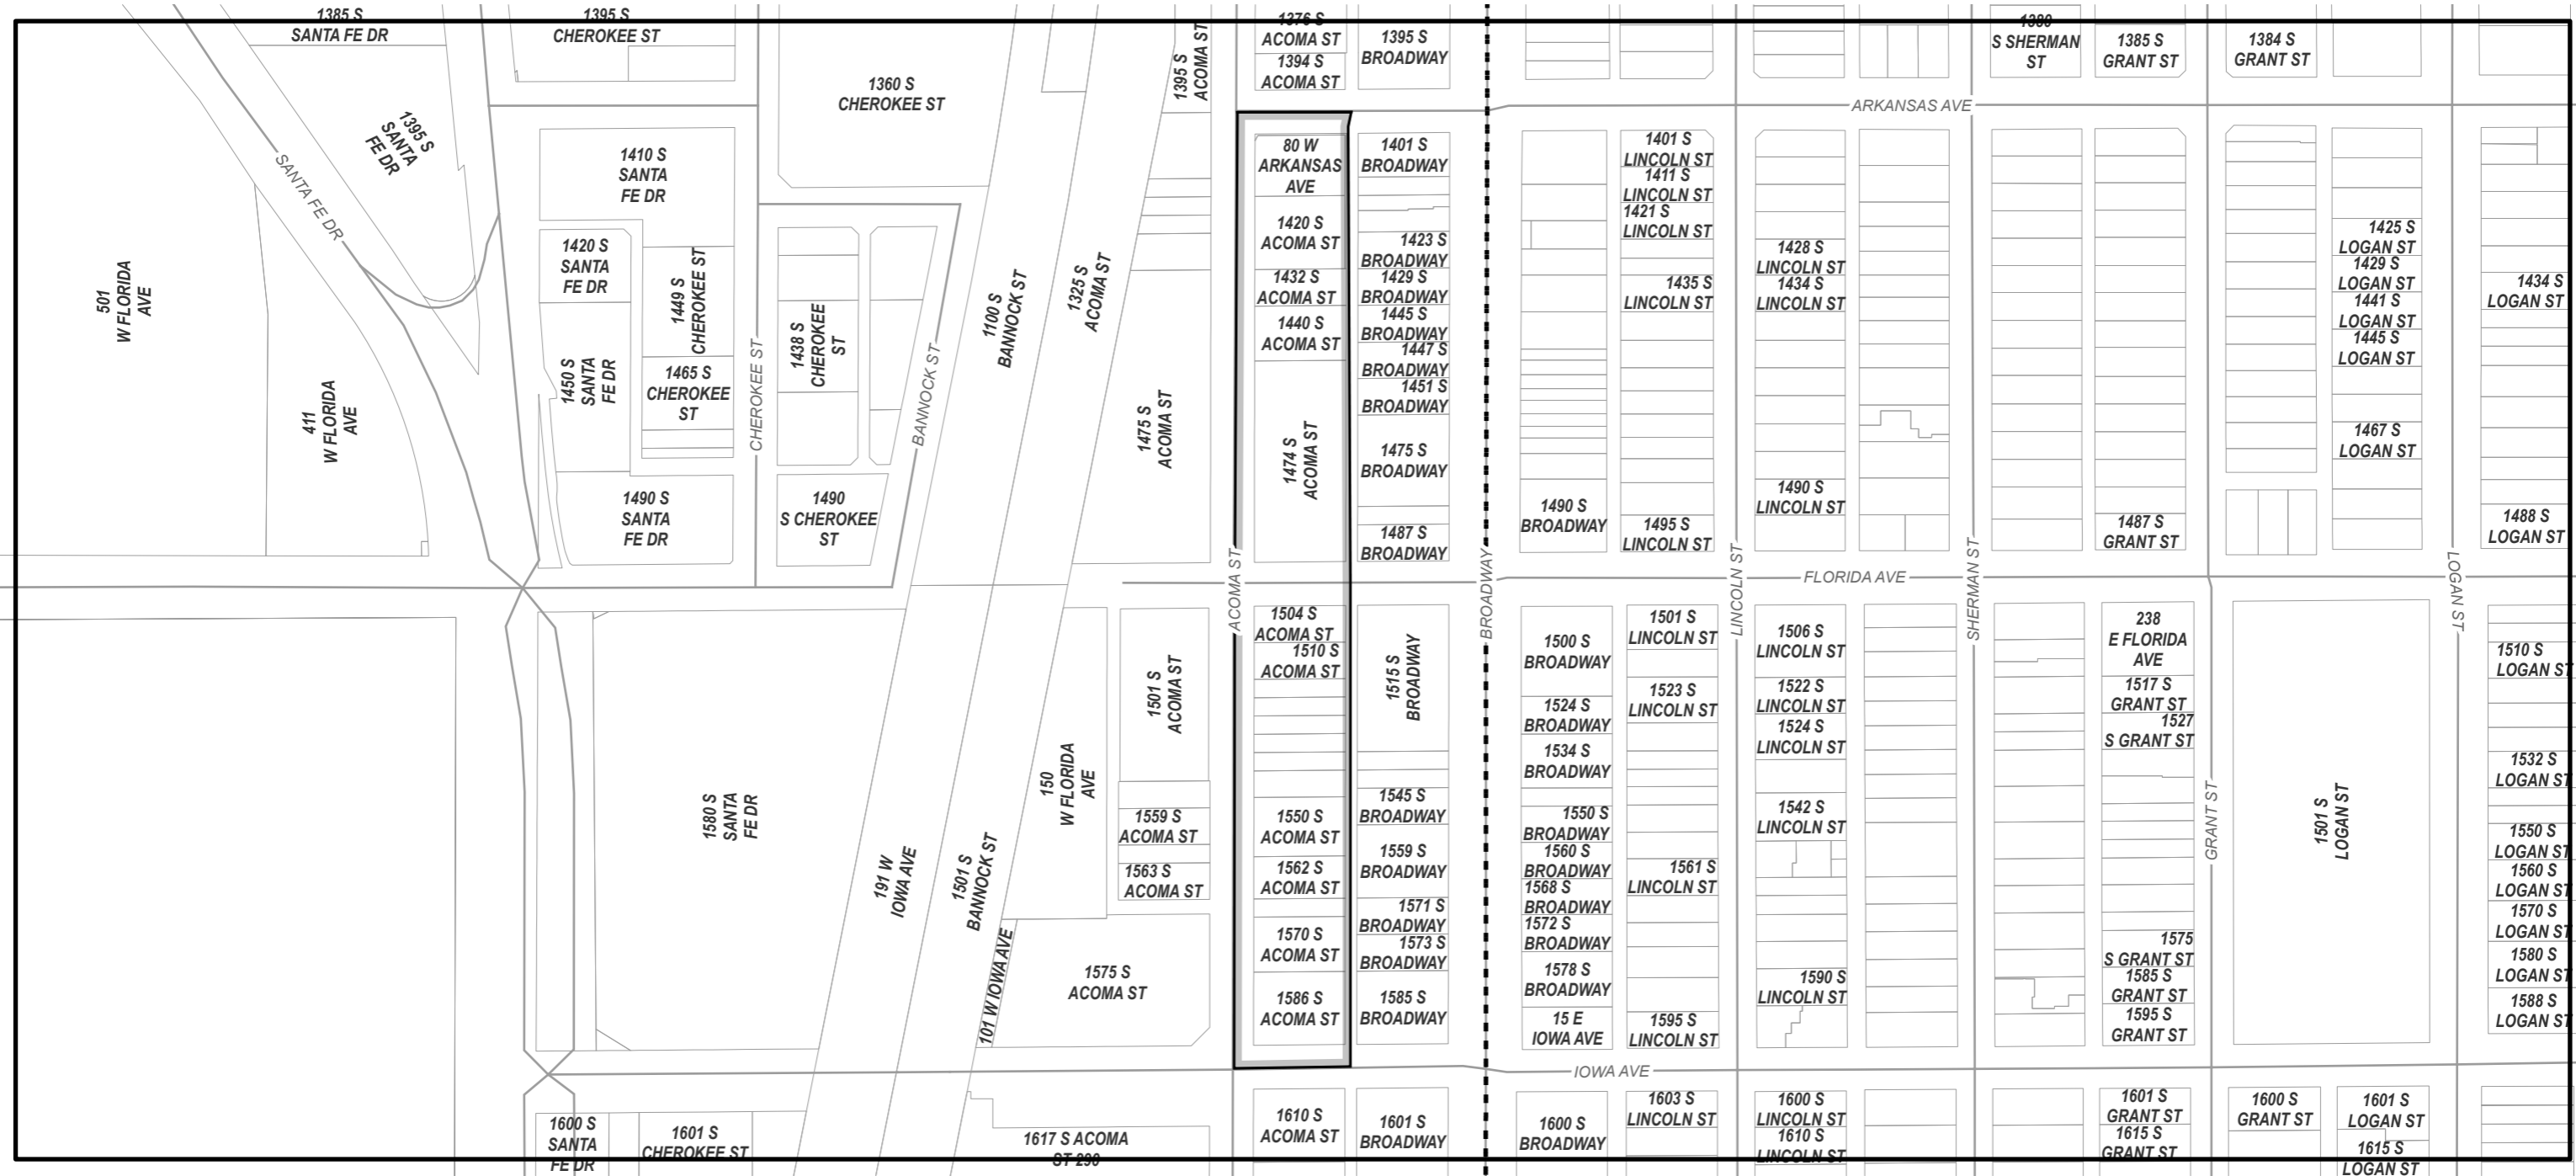 1385 S
SANTA FE DR
1395 S
CHEROKEE ST
1360 S
CHEROKEE ST
1395 S
ACOMA ST
1376 S
ACOMA ST
1394 S
ACOMA ST
1395 S
BROADWAY
1380
S SHERMAN
ST
1385 S
GRANT ST
1384 S
GRANT ST
ARKANSAS AVE
1395 S
SANTA
FE DR
SANTA FE DR
501
W FLORIDA
AVE
411
W FLORIDA
AVE
1410 S
SANTA
FE DR
1420 S
SANTA
FE DR
1449 S
CHEROKEE ST
1450 S
SANTA
FE DR
1465 S
CHEROKEE
ST
1490 S
SANTA
FE DR
CHEROKEE ST
1438 S
CHEROKEE
ST
1490
S CHEROKEE
ST
BANNOCK ST
1100 S
BANNOCK ST
1325 S
ACOMA ST
1475 S
ACOMA ST
80 W
ARKANSAS
AVE
1420 S
ACOMA ST
1432 S
ACOMA ST
1440 S
ACOMA ST
1474 S
ACOMA ST
1401 S
BROADWAY
1423 S
BROADWAY
1429 S
BROADWAY
1445 S
BROADWAY
1447 S
BROADWAY
1451 S
BROADWAY
1475 S
BROADWAY
1487 S
BROADWAY
1490 S
BROADWAY
1401 S
LINCOLN ST
1411 S
LINCOLN ST
1421 S
LINCOLN ST
1435 S
LINCOLN ST
1495 S
LINCOLN ST
1428 S
LINCOLN ST
1434 S
LINCOLN ST
1490 S
LINCOLN ST
1487 S
GRANT ST
1425 S
LOGAN ST
1429 S
LOGAN ST
1441 S
LOGAN ST
1445 S
LOGAN ST
1467 S
LOGAN ST
1434 S
LOGAN ST
1488 S
LOGAN ST
ACOMA ST
BROADWAY
LINCOLN ST
FLORIDA AVE
SHERMAN ST
GRANT ST
LOGAN ST
1580 S
SANTA
FE DR
191 W
IOWA AVE
1501 S
BANNOCK ST
101 W IOWA AVE
150
W FLORIDA
AVE
1501 S
ACOMA ST
1559 S
ACOMA ST
1563 S
ACOMA ST
1575 S
ACOMA ST
1504 S
ACOMA ST
1510 S
ACOMA ST
1550 S
ACOMA ST
1562 S
ACOMA ST
1570 S
ACOMA ST
1586 S
ACOMA ST
1515 S
BROADWAY
1545 S
BROADWAY
1559 S
BROADWAY
1571 S
BROADWAY
1573 S
BROADWAY
1585 S
BROADWAY
1500 S
BROADWAY
1524 S
BROADWAY
1534 S
BROADWAY
1550 S
BROADWAY
1560 S
BROADWAY
1568 S
BROADWAY
1572 S
BROADWAY
1578 S
BROADWAY
15 E
IOWA AVE
1501 S
LINCOLN ST
1523 S
LINCOLN ST
1561 S
LINCOLN ST
1595 S
LINCOLN ST
1506 S
LINCOLN ST
1522 S
LINCOLN ST
1524 S
LINCOLN ST
1542 S
LINCOLN ST
1590 S
LINCOLN ST
238
E FLORIDA
AVE
1517 S
GRANT ST
1527
S GRANT ST
1575
S GRANT ST
1585 S
GRANT ST
1595 S
GRANT ST
1501 S
LOGAN ST
1510 S
LOGAN ST
1532 S
LOGAN ST
1550 S
LOGAN ST
1560 S
LOGAN ST
1570 S
LOGAN ST
1580 S
LOGAN ST
1588 S
LOGAN ST
IOWA AVE
1600 S
SANTA
FE DR
1601 S
CHEROKEE ST
1617 S ACOMA
ST 290
1610 S
ACOMA ST
1601 S
BROADWAY
1600 S
BROADWAY
1603 S
LINCOLN ST
1600 S
LINCOLN ST
1610 S
LINCOLN ST
1601 S
GRANT ST
1615 S
GRANT ST
1600 S
GRANT ST
1601 S
LOGAN ST
1615 S
LOGAN ST